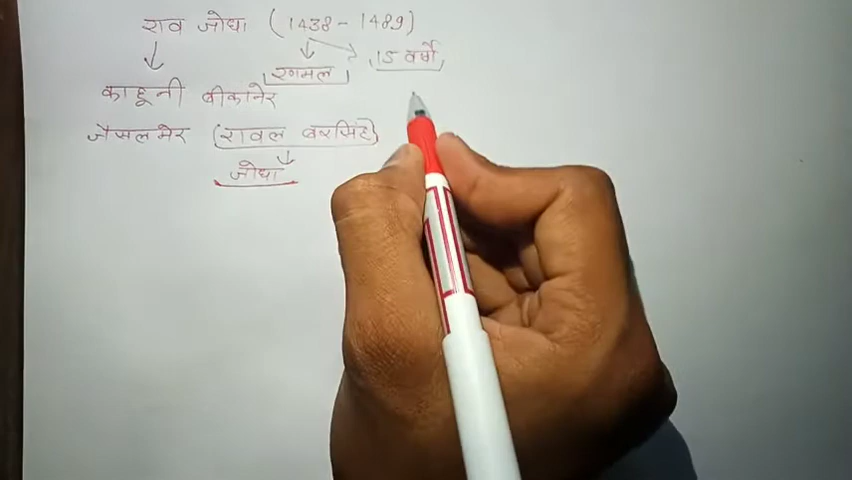 राव जोधा (1438-1489)
रणमल 15 वर्षो
काहूनी बीकानेर
जैसलमेर (रावल बरसिंह)
जोधा